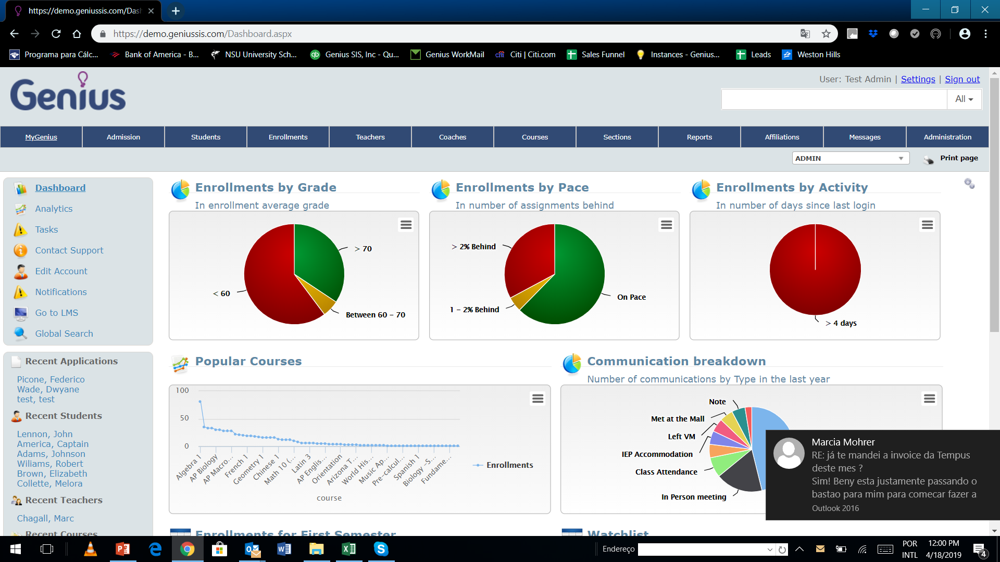 https://demo.geniussis.com/Das
https://demo.geniussis.com/Dashboard.aspx
Programa para Cálc...
Bank of America - B...
NSU University Sch...
Genius SIS, Inc - Qu...
Genius WorkMail
Citi | Citi.com
Sales Funnel
Instances - Genius...
Leads
Weston Hills
Genius
User: Test Admin | Settings | Sign out
All
MyGenius
Admission
Students
Enrollments
Teachers
Coaches
Courses
Sections
Reports
Affiliations
Messages
Administration
ADMIN
Print page
Dashboard
Analytics
Tasks
Contact Support
Edit Account
Notifications
Go to LMS
Global Search
Recent Applications
Picone, Federico
Wade, Dwyane
test, test
Recent Students
Lennon, John
America, Captain
Adams, Johnson
Wiliams, Robert
Brown, Elizabeth
Collette, Melora
Recent Teachers
Chagall, Marc
Recent Courses
Enrollments by Grade
In enrollment average grade
> 70
< 60
Between 60 - 70
Enrollments by Pace
In number of assignments behind
> 2% Behind
1 - 2% Behind
On Pace
Enrollments by Activity
In number of days since last login
> 4 days
Popular Courses
100
50
0
Algebra 1
AP Biology
AP Macro...
French 1
Geometry 1
Chinese 1
Math 10 (...
Latin 3
AP Englis...
Orientation
Arizona T...
World His...
Music Ap...
Pre-calcul...
Spanish 1
Biology -S...
Fundame...
course
Enrollments
Communication breakdown
Number of communications by Type in the last year
Note
Met at the Mall
Left VM
IEP Accommodation
Class Attendance
In Person meeting
Enrollments for First Semester
Watchlist
Marcia Mohrer
RE: já te mandei a invoice da Tempus
deste mes ?
Sim! Beny esta justamente passando o
bastao para mim para comecar fazer a
Outlook 2016
Endereço
POR
INTL
12:00 PM
4/18/2019
4